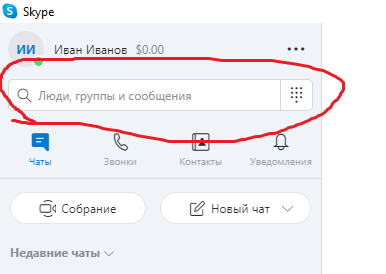 Skype
ИИ Иван Иванов $0.00
Люди, группы и сообщения
Чаты Звонки Контакты Уведомления
Собрание Новый чат
Недавние чаты